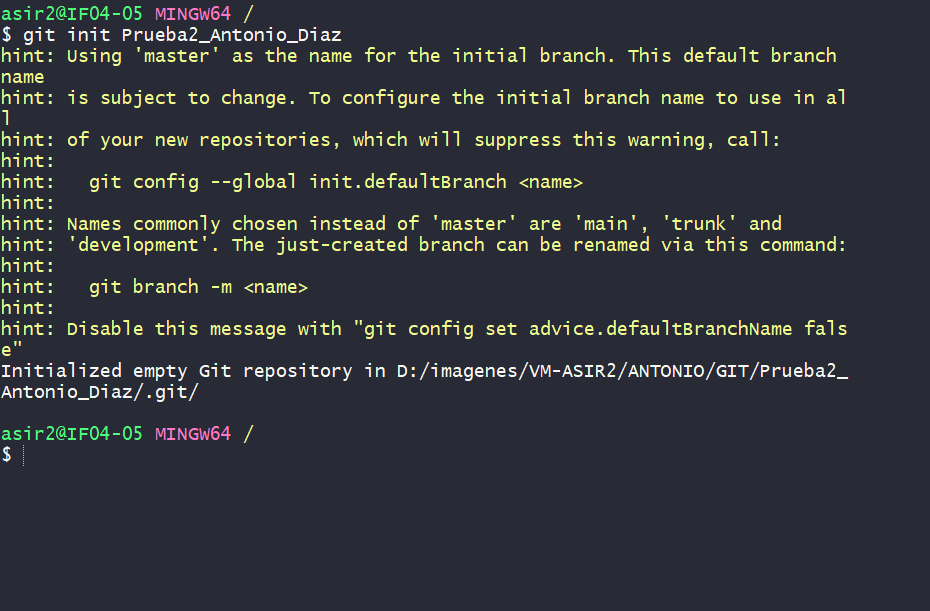 asir2@IF04-05 MINGW64 /
$ git init Prueba2_Antonio_Diaz
hint: Using 'master' as the name for the initial branch. This default branch
name
hint: is subject to change. To configure the initial branch name to use in al
l
hint: of your new repositories, which will suppress this warning, call:
hint:
hint:   git config --global init.defaultBranch <name>
hint:
hint: Names commonly chosen instead of 'master' are 'main', 'trunk' and
hint: 'development'. The just-created branch can be renamed via this command:
hint:
hint:   git branch -m <name>
hint:
hint: Disable this message with "git config set advice.defaultBranchName fals
e"
Initialized empty Git repository in D:/imagenes/VM-ASIR2/ANTONIO/GIT/Prueba2_
Antonio_Diaz/.git/
asir2@IF04-05 MINGW64 /
$